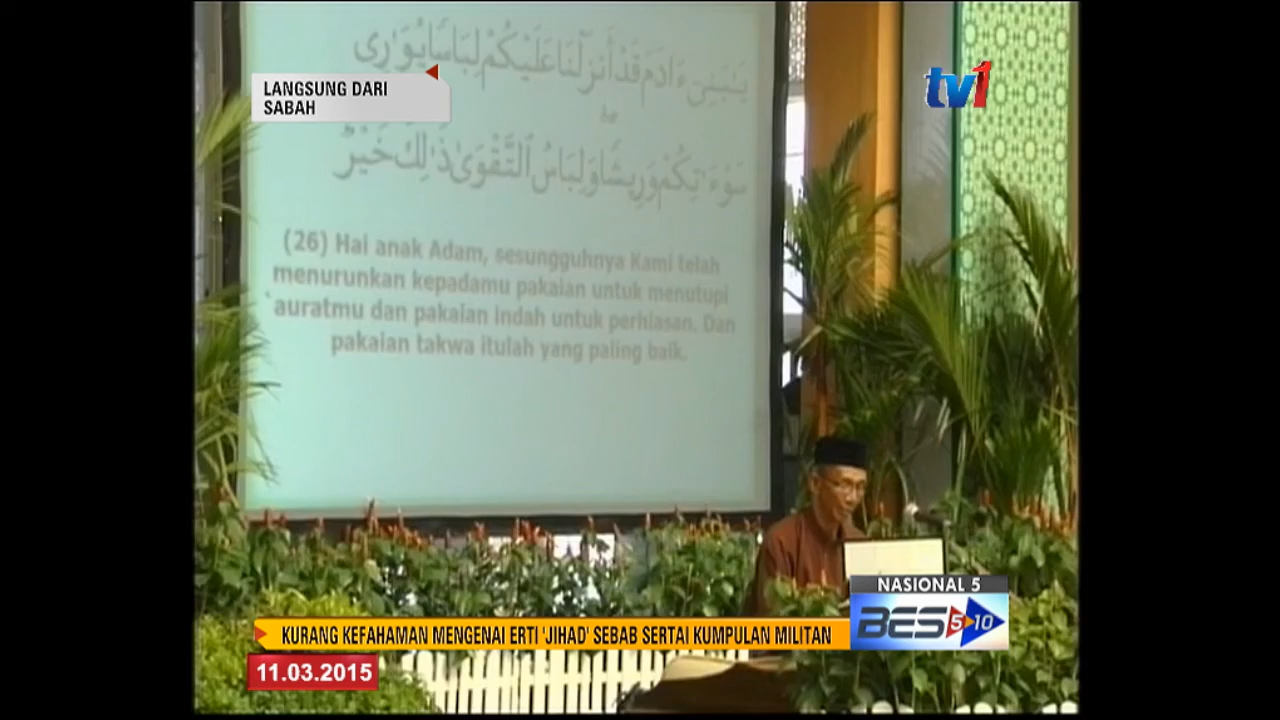 يَـٰبَنِىٓ ءَادَمَ قَدْ أَنزَلْنَا عَلَيْكُمْ لِبَاسًا يُوَٰرِى
سَوْءَٰتِكُمْ وَرِيشًا وَلِبَاسُ ٱلتَّقْوَىٰ ذَٰلِكَ خَيْرٌ
(26) Hai anak Adam, sesungguhnya Kami telah
menurunkan kepadamu pakaian untuk menutupi
`auratmu dan pakaian indah untuk perhiasan. Dan
pakaian takwa itulah yang paling baik.
LANGSUNG DARI
SABAH
tv1
NASIONAL 5
BES 5 10
KURANG KEFAHAMAN MENGENAI ERTI 'JIHAD' SEBAB SERTAI KUMPULAN MILITAN
11.03.2015